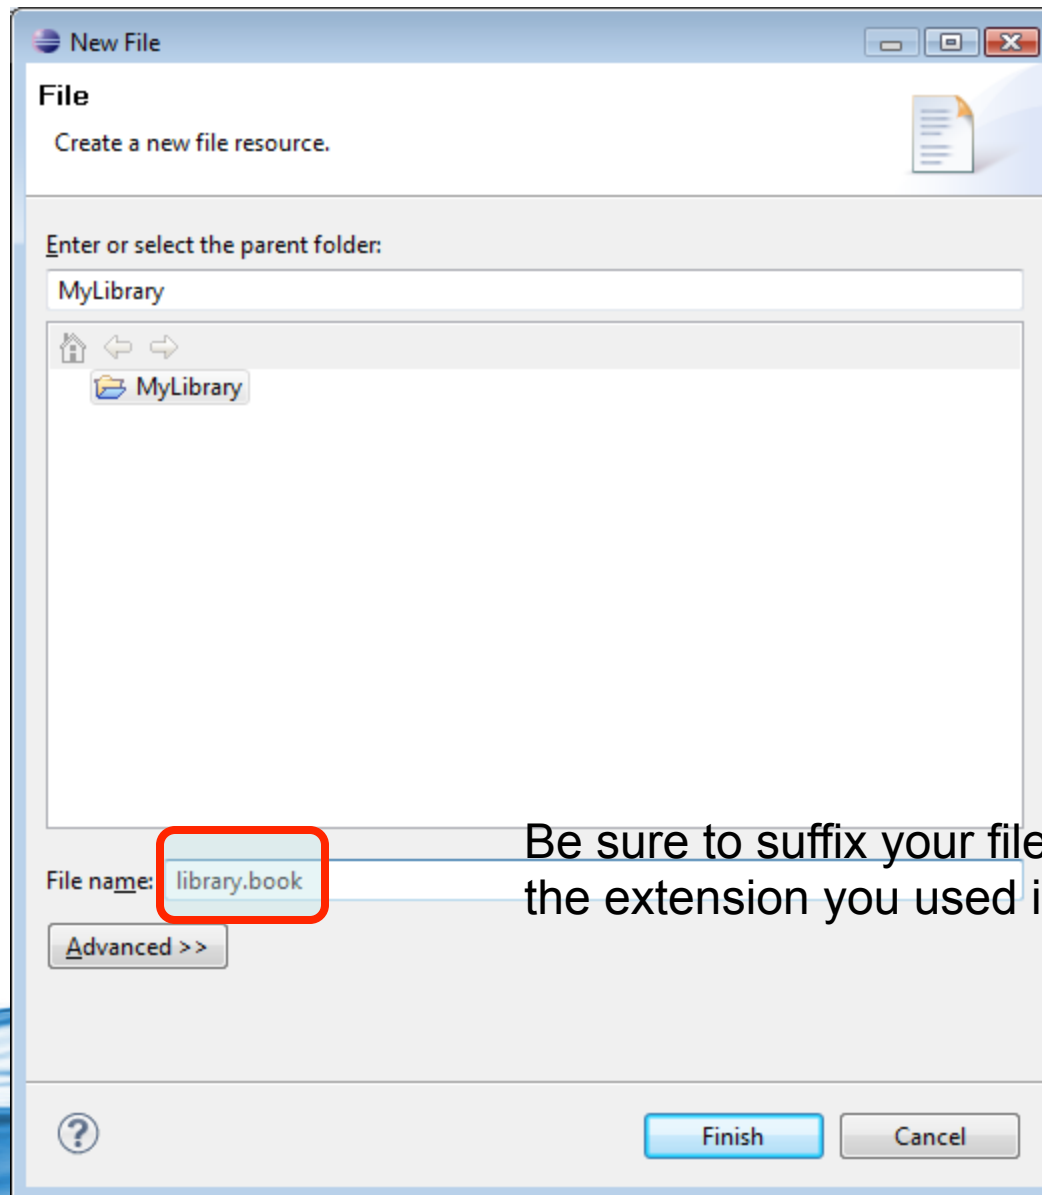 New File
File
Create a new file resource.
Enter or select the parent folder:
MyLibrary
MyLibrary
Be sure to suffix your file
the extension you used i
File name: library.book
Advanced >>
Finish
Cancel